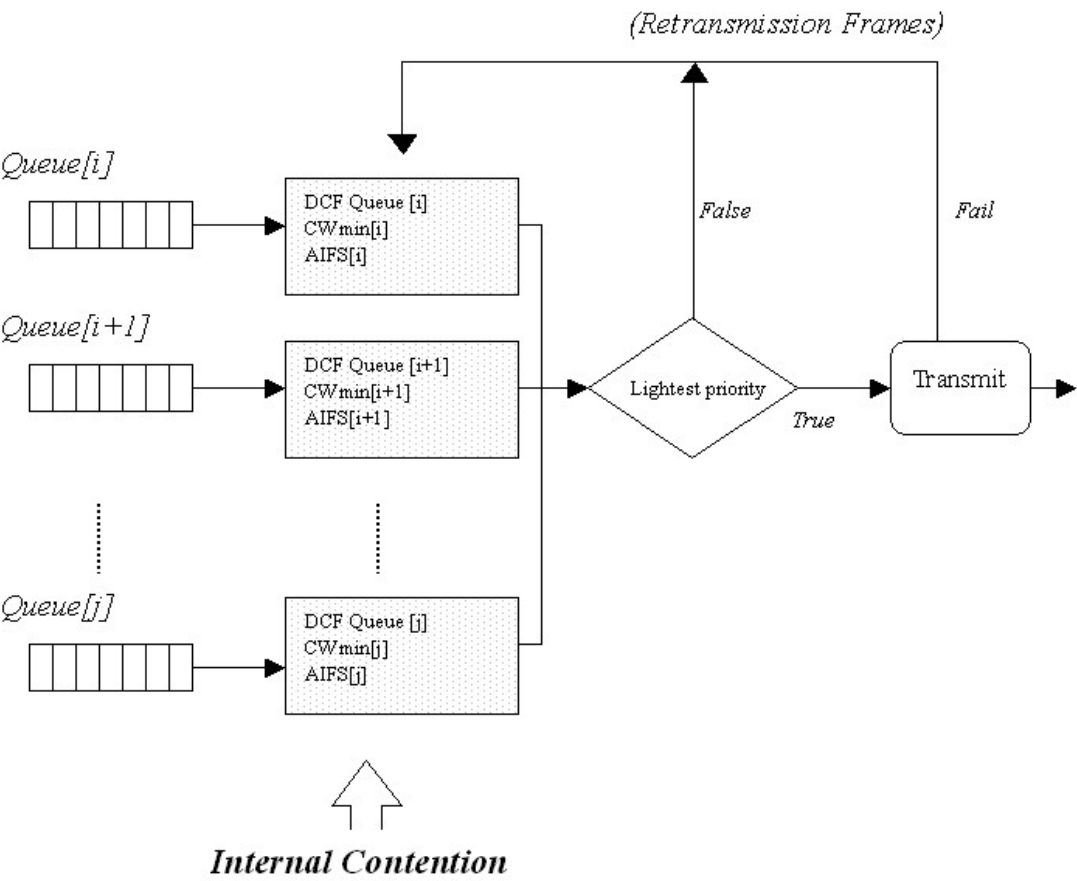 (Retransmission Frames)
Queue[i]
DCF Queue [i]
CWmin[i]
AIFS[i]
False
Fail
Queue[i+1]
DCF Queue [i+1]
CWmin[i+1]
AIFS[i+1]
Lightest priority
True
Transmit
Queue[j]
DCF Queue [j]
CWmin[j]
AIFS[j]
Internal Contention